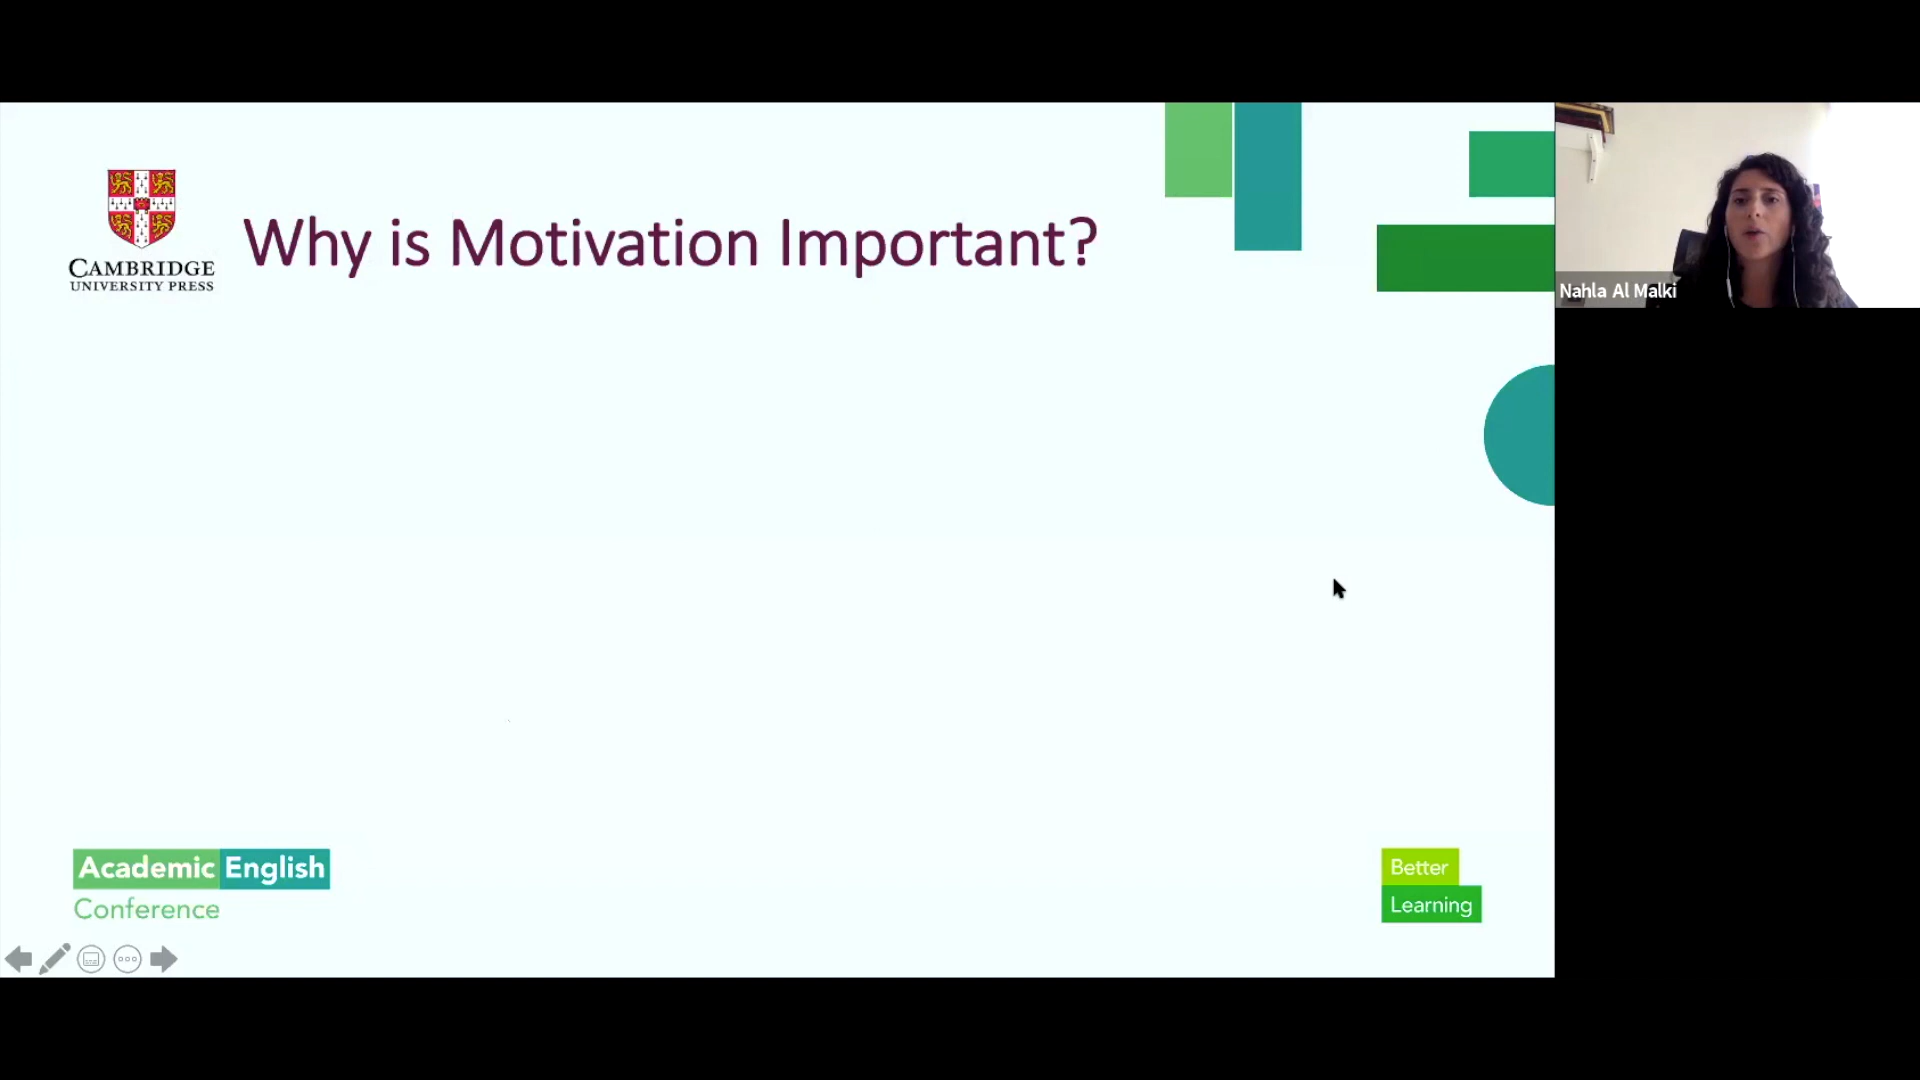 CAMBRIDGE
UNIVERSITY PRESS
Why is Motivation Important?
Nahla Al Malki
Academic English
Conference
Better
Learning